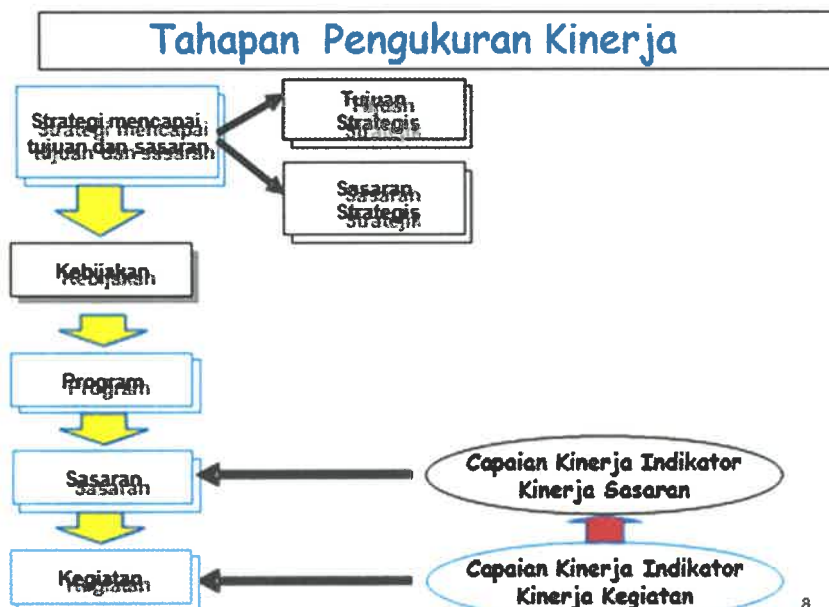 Tahapan Pengukuran Kinerja
Strategi mencapai
tujuan dan sasaran
Tujuan
Strategis
Sasaran
Strategis
Kebijakan
Program
Sasaran
Capaian Kinerja Indikator
Kinerja Sasaran
Kegiatan
Capaian Kinerja Indikator
Kinerja Kegiatan
8